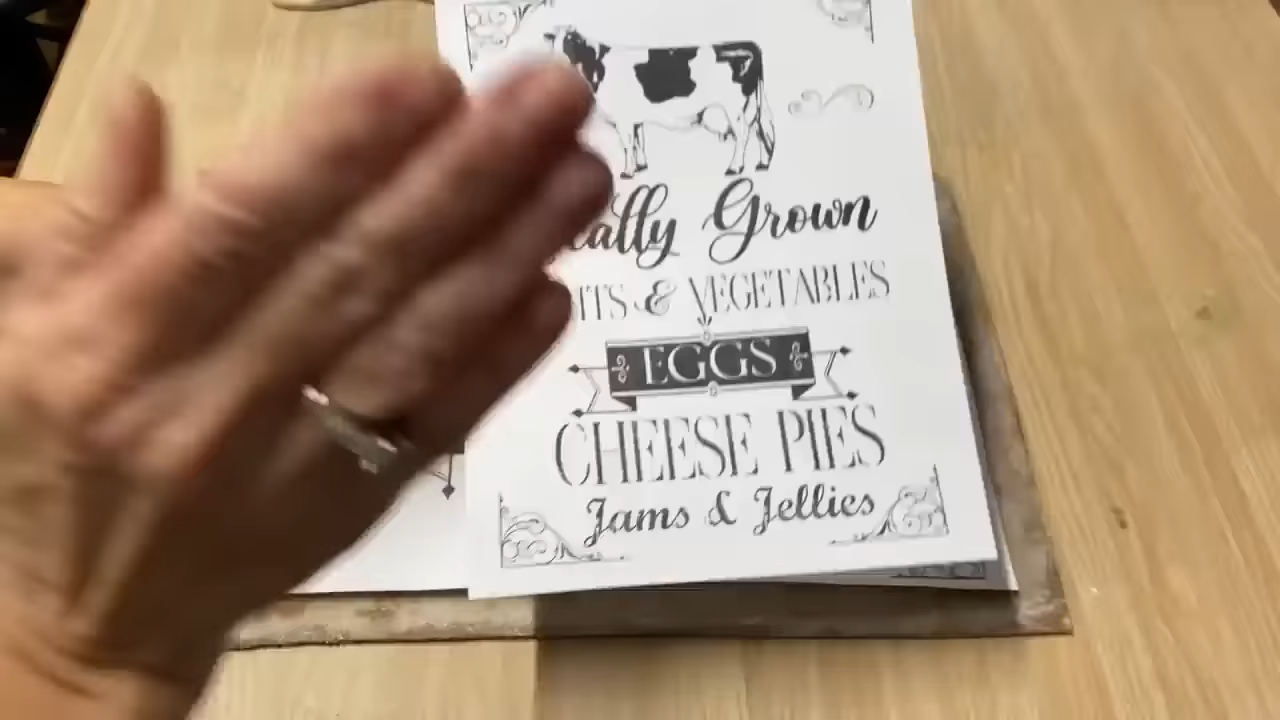 ally Grown
ITS & VEGETABLES
EGGS
CHEESE PIES
Jams & Jellies